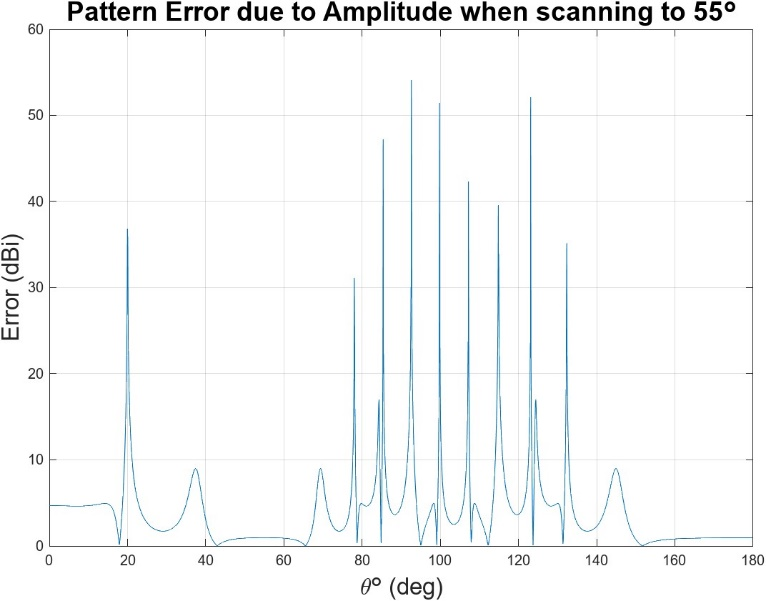 Pattern Error due to Amplitude when scanning to 55°
60
50
40
30
20
10
0
Error (dBi)
0 20 40 60 80 100 120 140 160 180
θ° (deg)